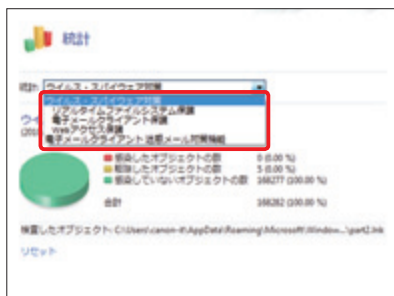 統計
統計: ウイルス・スパイウェア対策
ウイルス・スパイウェア対策
リアルタイムファイルシステム保護
電子メールクライアント保護
Webアクセス保護
電子メールクライアント 迷惑メール対策機能
感染したオブジェクトの数 0 (0.00 %)
駆除したオブジェクトの数 5 (0.00 %)
感染していないオブジェクトの数 168277 (100.00 %)
合計 168282 (100.00 %)
検査したオブジェクト: C:\Users\canon-it\AppData\Roaming\Microsoft\Window...\part2.lnk
リセット